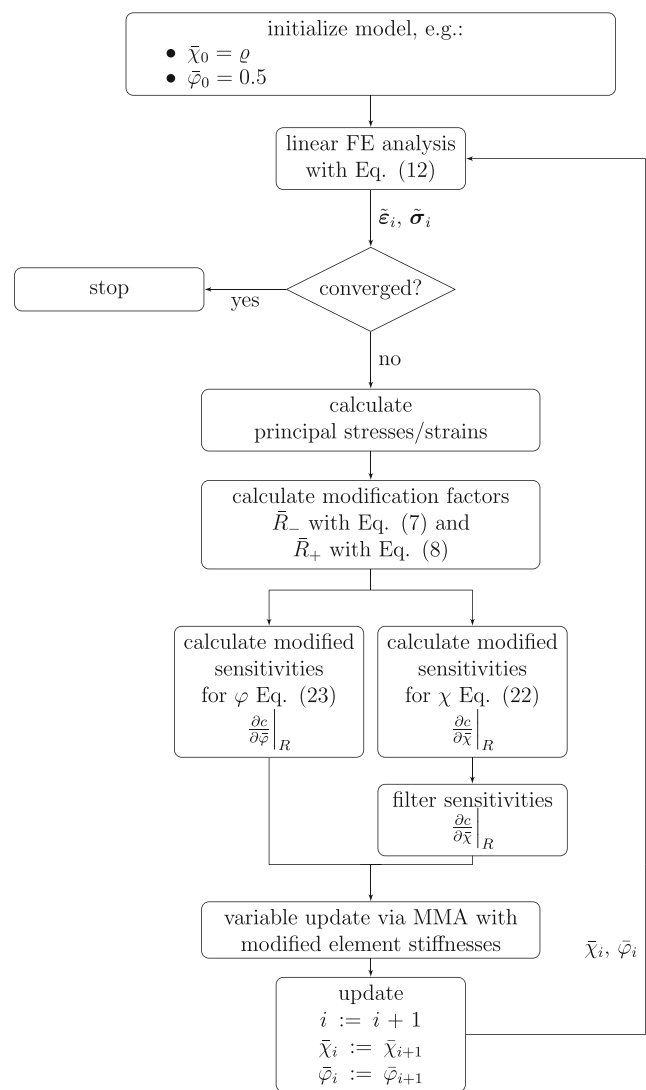 initialize model, e.g.:
• χ̄₀ = ϱ
• φ̄₀ = 0.5
linear FE analysis
with Eq. (12)
ε̃ᵢ, σ̃ᵢ
converged?
yes
stop
no
calculate
principal stresses/strains
calculate modification factors
R̄₋ with Eq. (7) and
R̄₊ with Eq. (8)
calculate modified
sensitivities
for φ Eq. (23)
∂c/∂φ̄|_R
calculate modified
sensitivities
for χ Eq. (22)
∂c/∂χ̄|_R
filter sensitivities
∂c/∂χ̄|_R
variable update via MMA with
modified element stiffnesses
update
i := i + 1
χ̄ᵢ := χ̄ᵢ₊₁
φ̄ᵢ := φ̄ᵢ₊₁
χ̄ᵢ, φ̄ᵢ